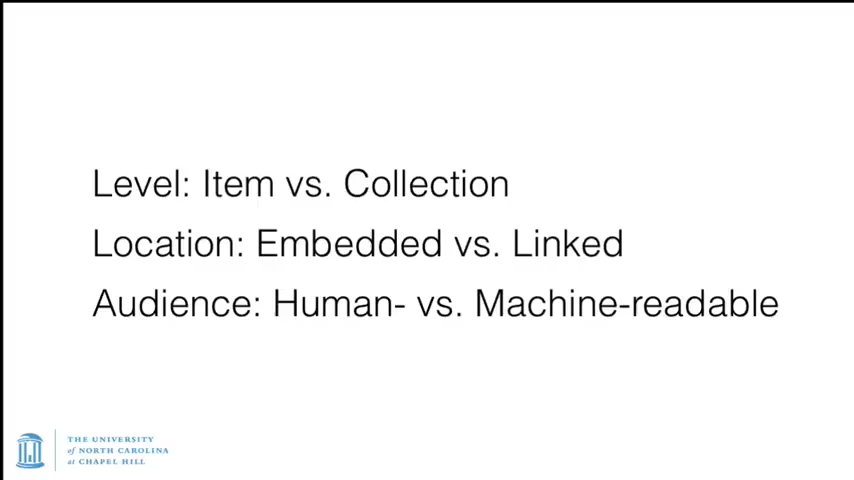 Level: Item vs. Collection
Location: Embedded vs. Linked
Audience: Human- vs. Machine-readable
THE UNIVERSITY
of NORTH CAROLINA
at CHAPEL HILL